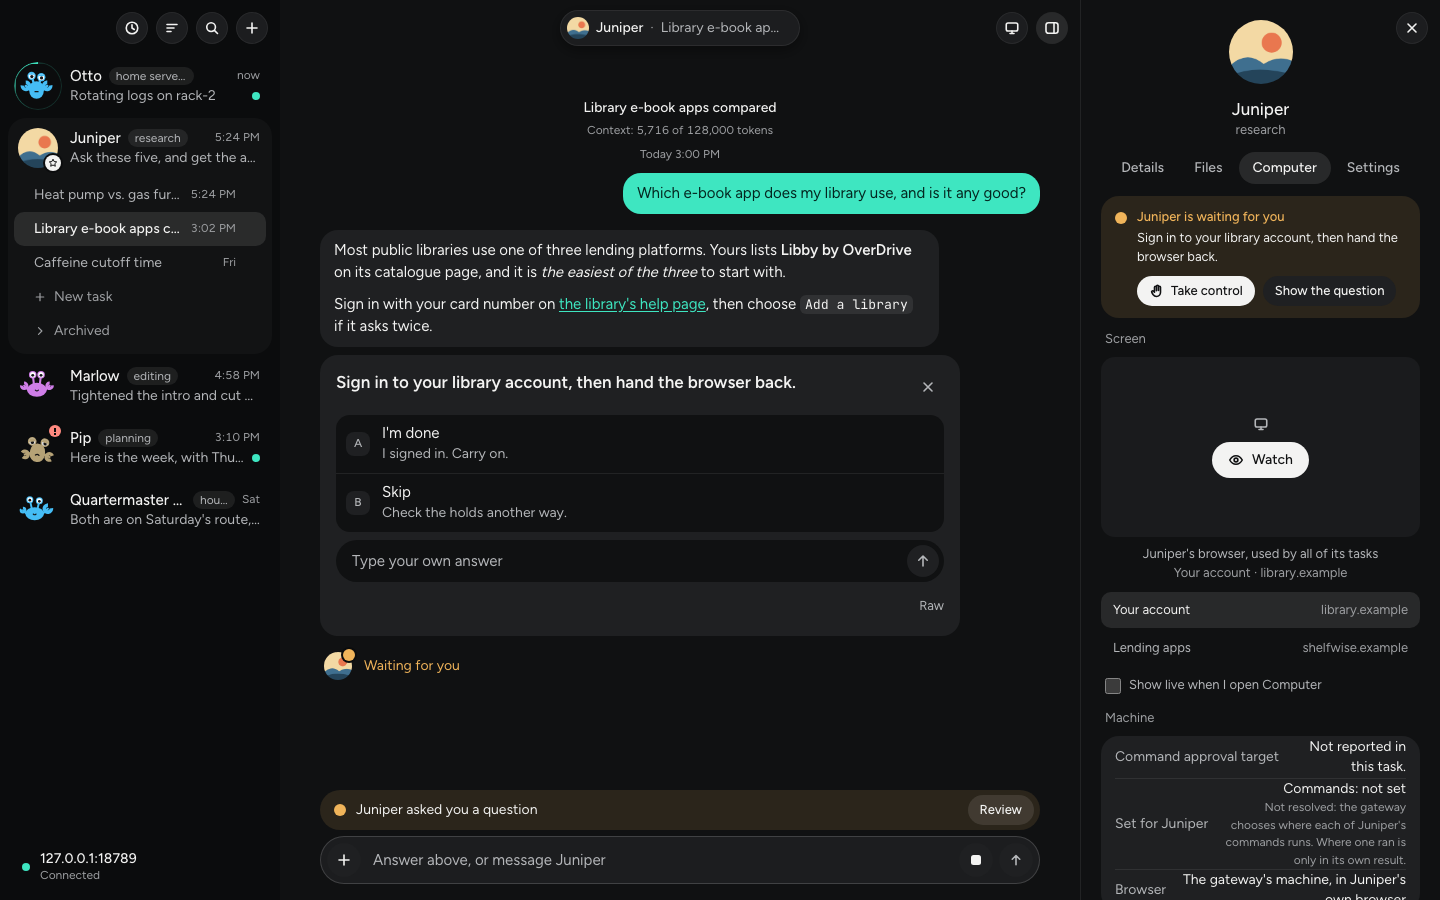 Otto home serve... now
Rotating logs on rack-2
Juniper research 5:24 PM
Ask these five, and get the a...
Heat pump vs. gas fur... 5:24 PM
Library e-book apps c... 3:02 PM
Caffeine cutoff time Fri
New task
Archived
Marlow editing 4:58 PM
Tightened the intro and cut ...
Pip planning 3:10 PM
Here is the week, with Thu...
Quartermaster ... hou... Sat
Both are on Saturday's route,...
127.0.0.1:18789
Connected
Juniper · Library e-book ap...
Library e-book apps compared
Context: 5,716 of 128,000 tokens
Today 3:00 PM
Which e-book app does my library use, and is it any good?
Most public libraries use one of three lending platforms. Yours lists Libby by OverDrive
on its catalogue page, and it is the easiest of the three to start with.
Sign in with your card number on the library's help page, then choose Add a library
if it asks twice.
Sign in to your library account, then hand the browser back.
A I'm done
I signed in. Carry on.
B Skip
Check the holds another way.
Type your own answer
Raw
Waiting for you
Juniper asked you a question Review
Answer above, or message Juniper
Juniper
research
Details Files Computer Settings
Juniper is waiting for you
Sign in to your library account, then hand the
browser back.
Take control Show the question
Screen
Watch
Juniper's browser, used by all of its tasks
Your account · library.example
Your account library.example
Lending apps shelfwise.example
Show live when I open Computer
Machine
Command approval target Not reported in
this task.
Set for Juniper Commands: not set
Not resolved: the gateway
chooses where each of Juniper's
commands runs. Where one ran is
only in its own result.
Browser The gateway's machine, in Juniper's
own browser